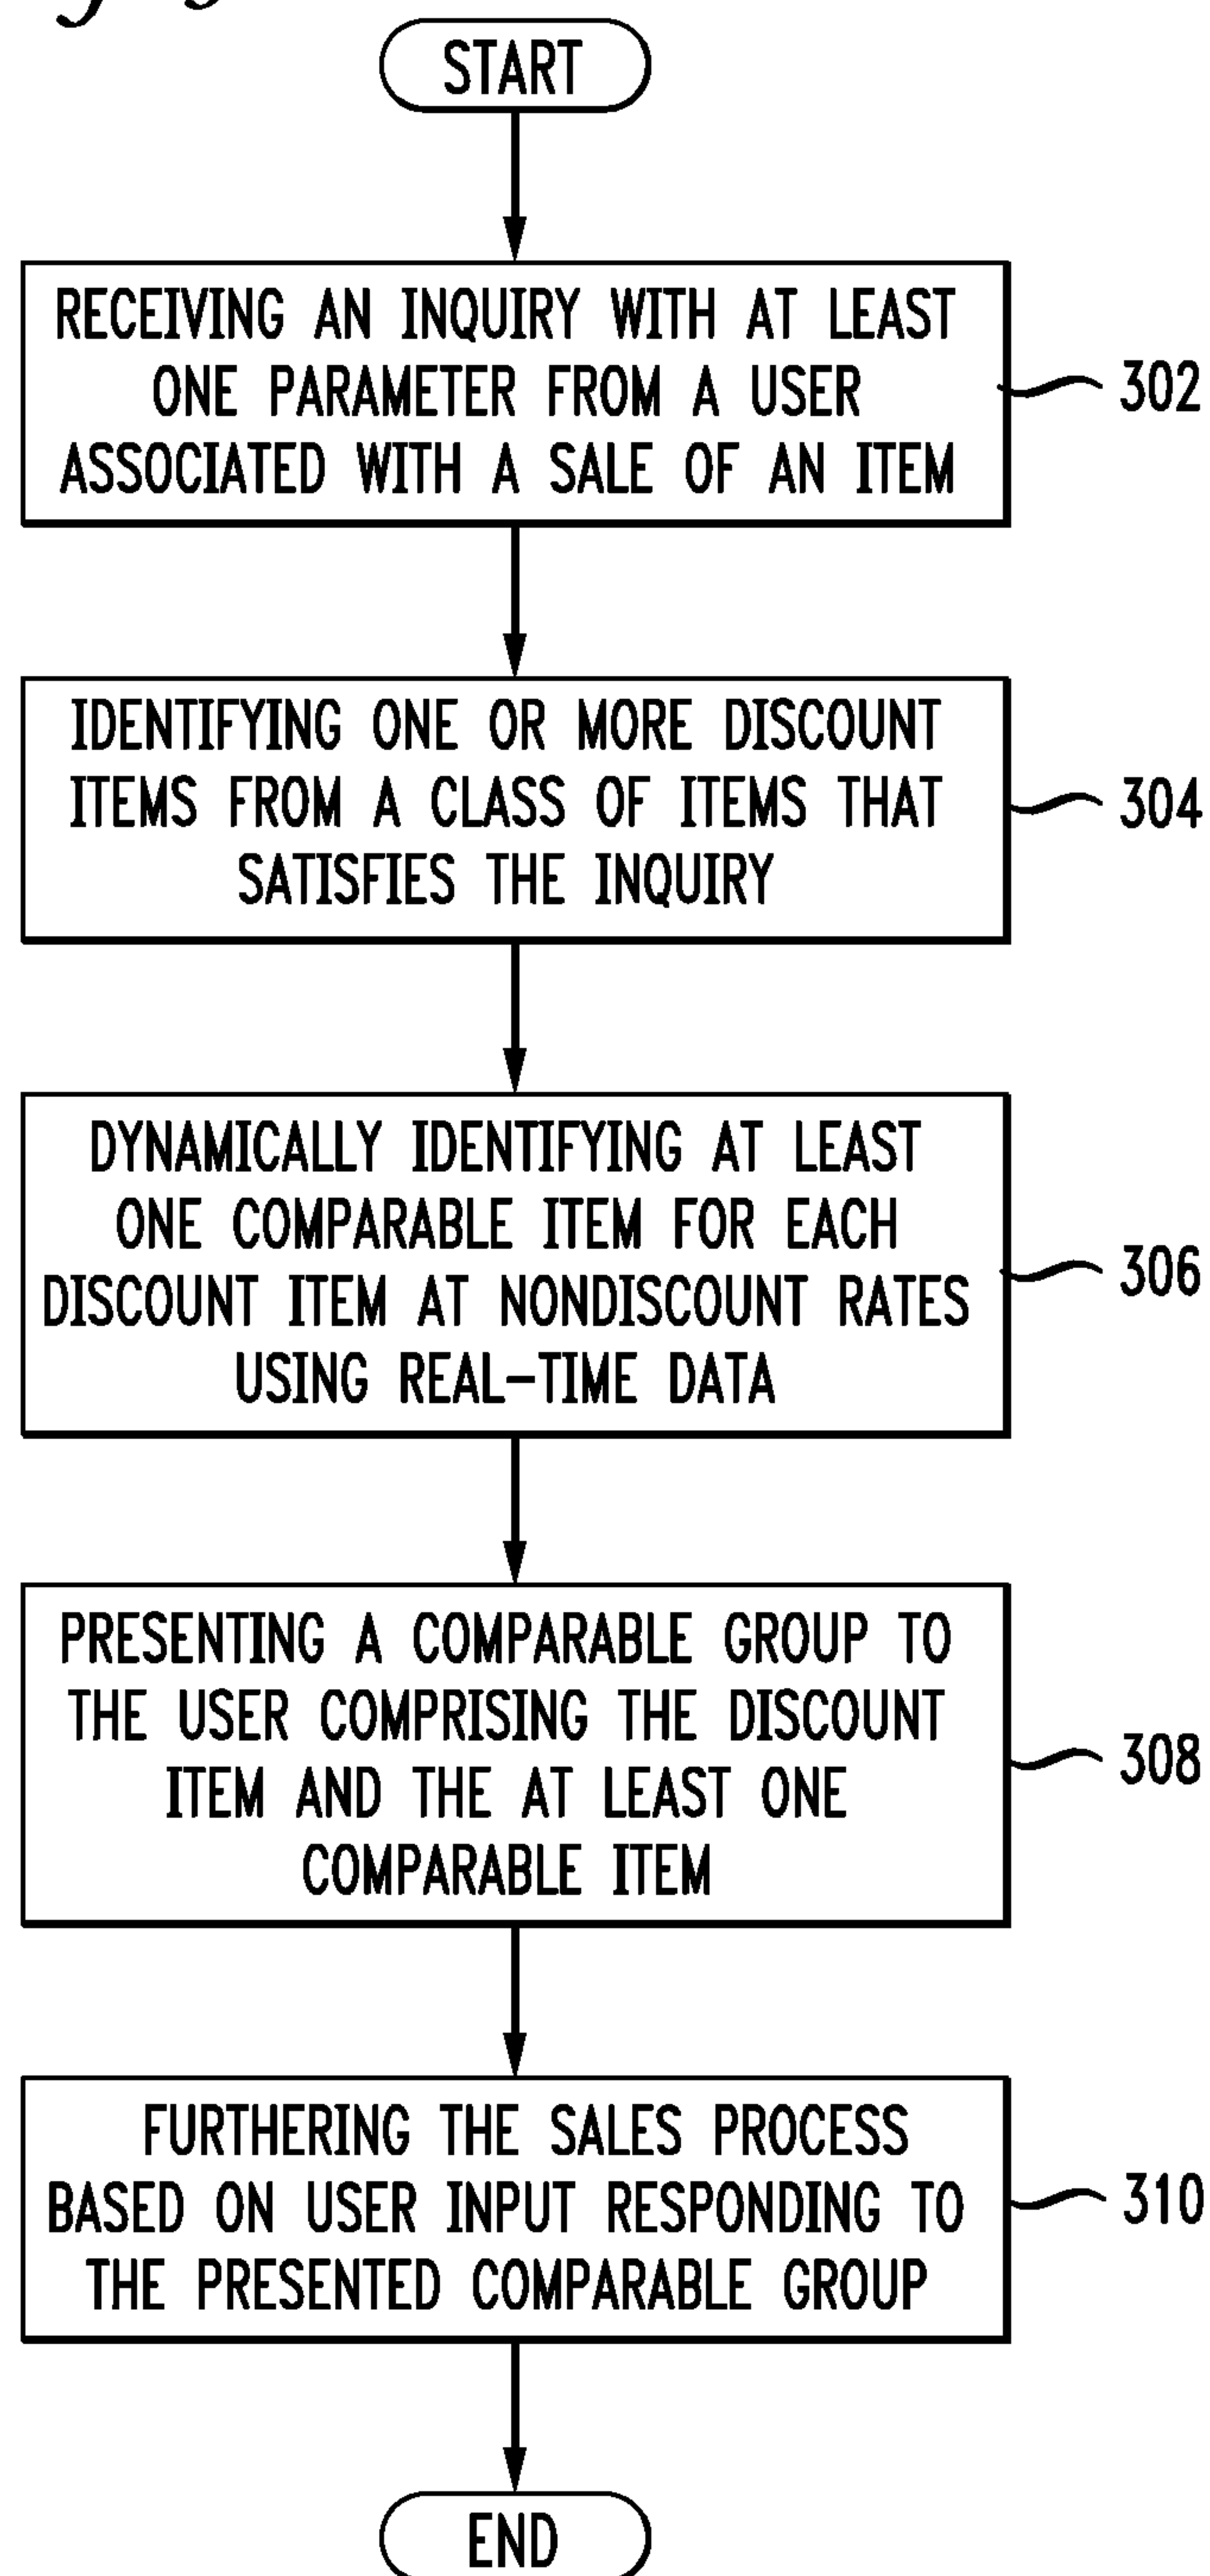 START
RECEIVING AN INQUIRY WITH AT LEAST
ONE PARAMETER FROM A USER
ASSOCIATED WITH A SALE OF AN ITEM
302
IDENTIFYING ONE OR MORE DISCOUNT
ITEMS FROM A CLASS OF ITEMS THAT
SATISFIES THE INQUIRY
304
DYNAMICALLY IDENTIFYING AT LEAST
ONE COMPARABLE ITEM FOR EACH
DISCOUNT ITEM AT NONDISCOUNT RATES
USING REAL-TIME DATA
306
PRESENTING A COMPARABLE GROUP TO
THE USER COMPRISING THE DISCOUNT
ITEM AND THE AT LEAST ONE
COMPARABLE ITEM
308
FURTHERING THE SALES PROCESS
BASED ON USER INPUT RESPONDING TO
THE PRESENTED COMPARABLE GROUP
310
END